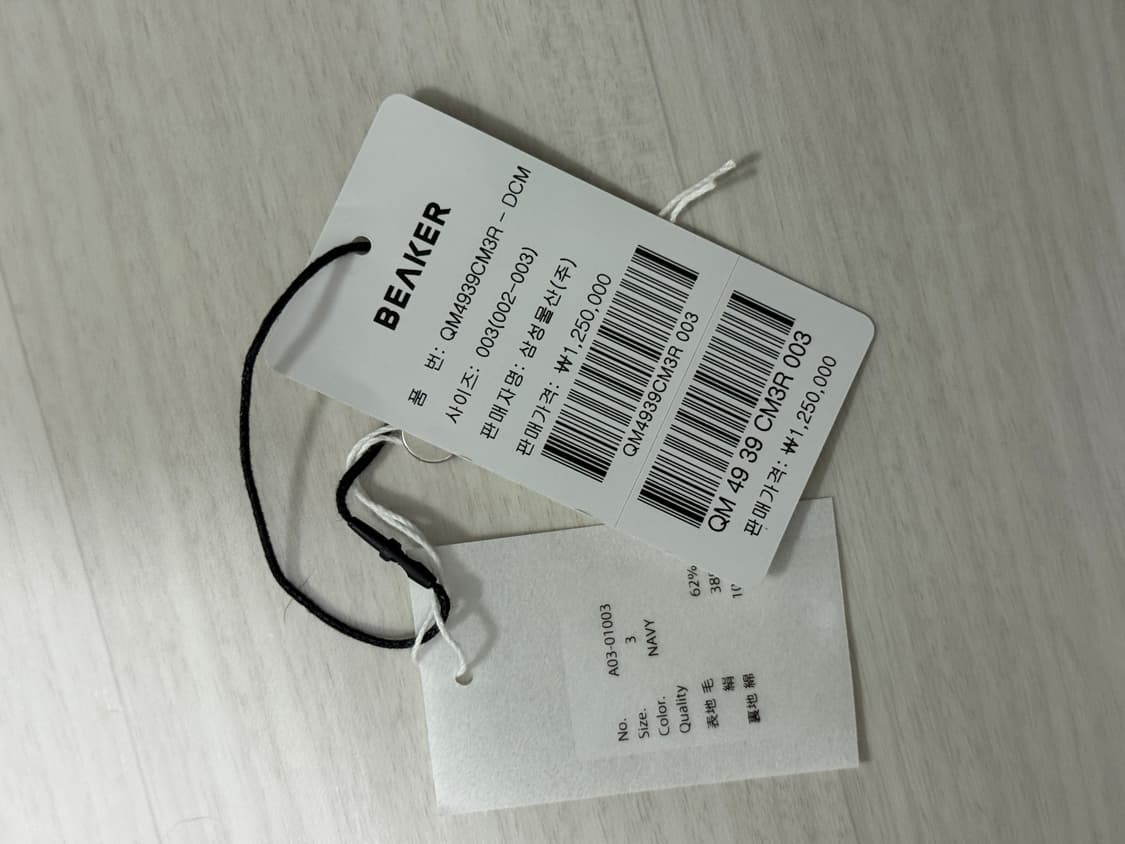 BEAKER
품 번: QM4939CM3R - DCM
사이즈: 003(002-003)
판매자명: 삼성물산(주)
판매가격: ₩1,250,000
QM4939CM3R 003
QM 49 39 CM3R 003
판매가격: ₩1,250,000
No. A03-01003
Size. 3
Color. NAVY
Quality
表地 毛 62%
絹 38
裏地 綿